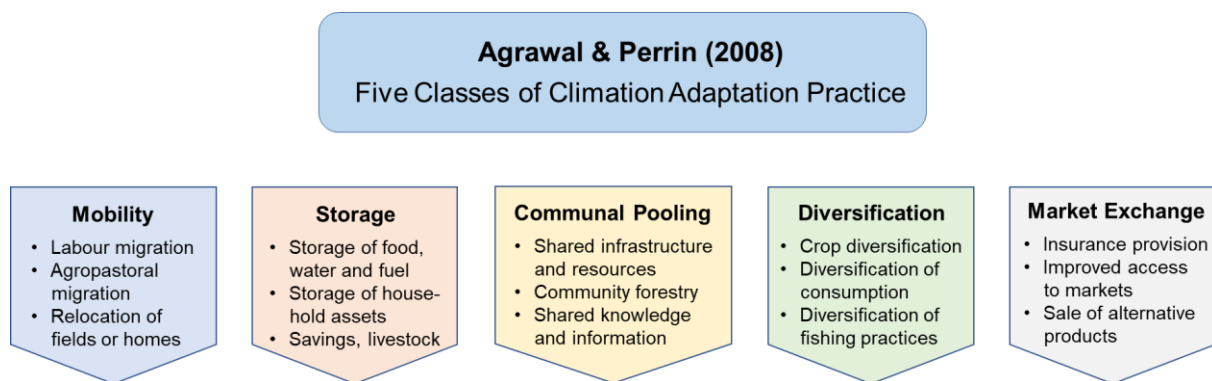 Agrawal & Perrin (2008)
Five Classes of Climation Adaptation Practice
Mobility
• Labour migration
• Agropastoral
migration
• Relocation of
fields or homes
Storage
• Storage of food,
water and fuel
• Storage of house-
hold assets
• Savings, livestock
Communal Pooling
• Shared infrastructure
and resources
• Community forestry
• Shared knowledge
and information
Diversification
• Crop diversification
• Diversification of
consumption
• Diversification of
fishing practices
Market Exchange
• Insurance provision
• Improved access
to markets
• Sale of alternative
products